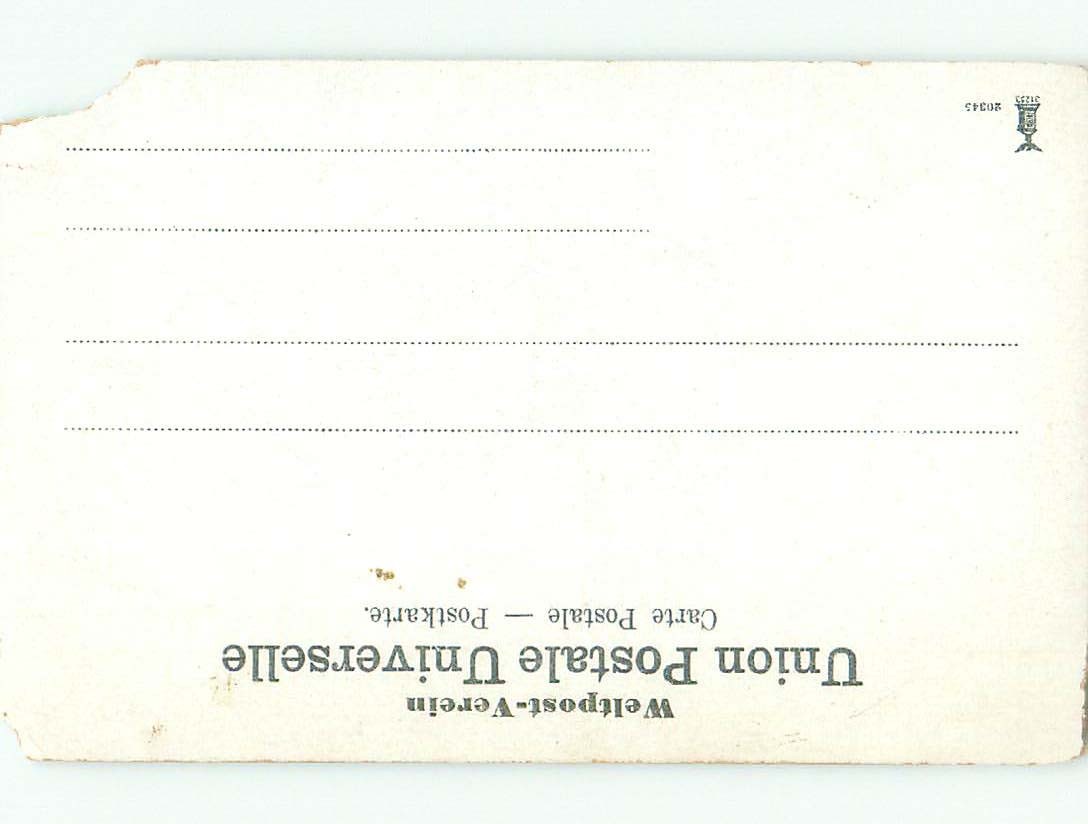 Weltpost-Verein
Union Postale Universelle
Carte Postale — Postkarte.
20345